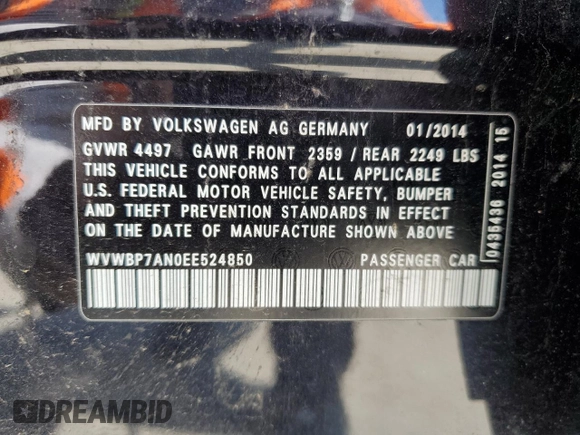 MFD BY VOLKSWAGEN AG GERMANY 01/2014
GVWR 4497 GAWR FRONT 2359 / REAR 2249 LBS
THIS VEHICLE CONFORMS TO ALL APPLICABLE
U.S. FEDERAL MOTOR VEHICLE SAFETY, BUMPER
AND THEFT PREVENTION STANDARDS IN EFFECT
ON THE DATE OF MANUFACTURE SHOWN ABOVE
WVWBP7AN0EE524850 PASSENGER CAR
0435436 2014 16
DREAMBID